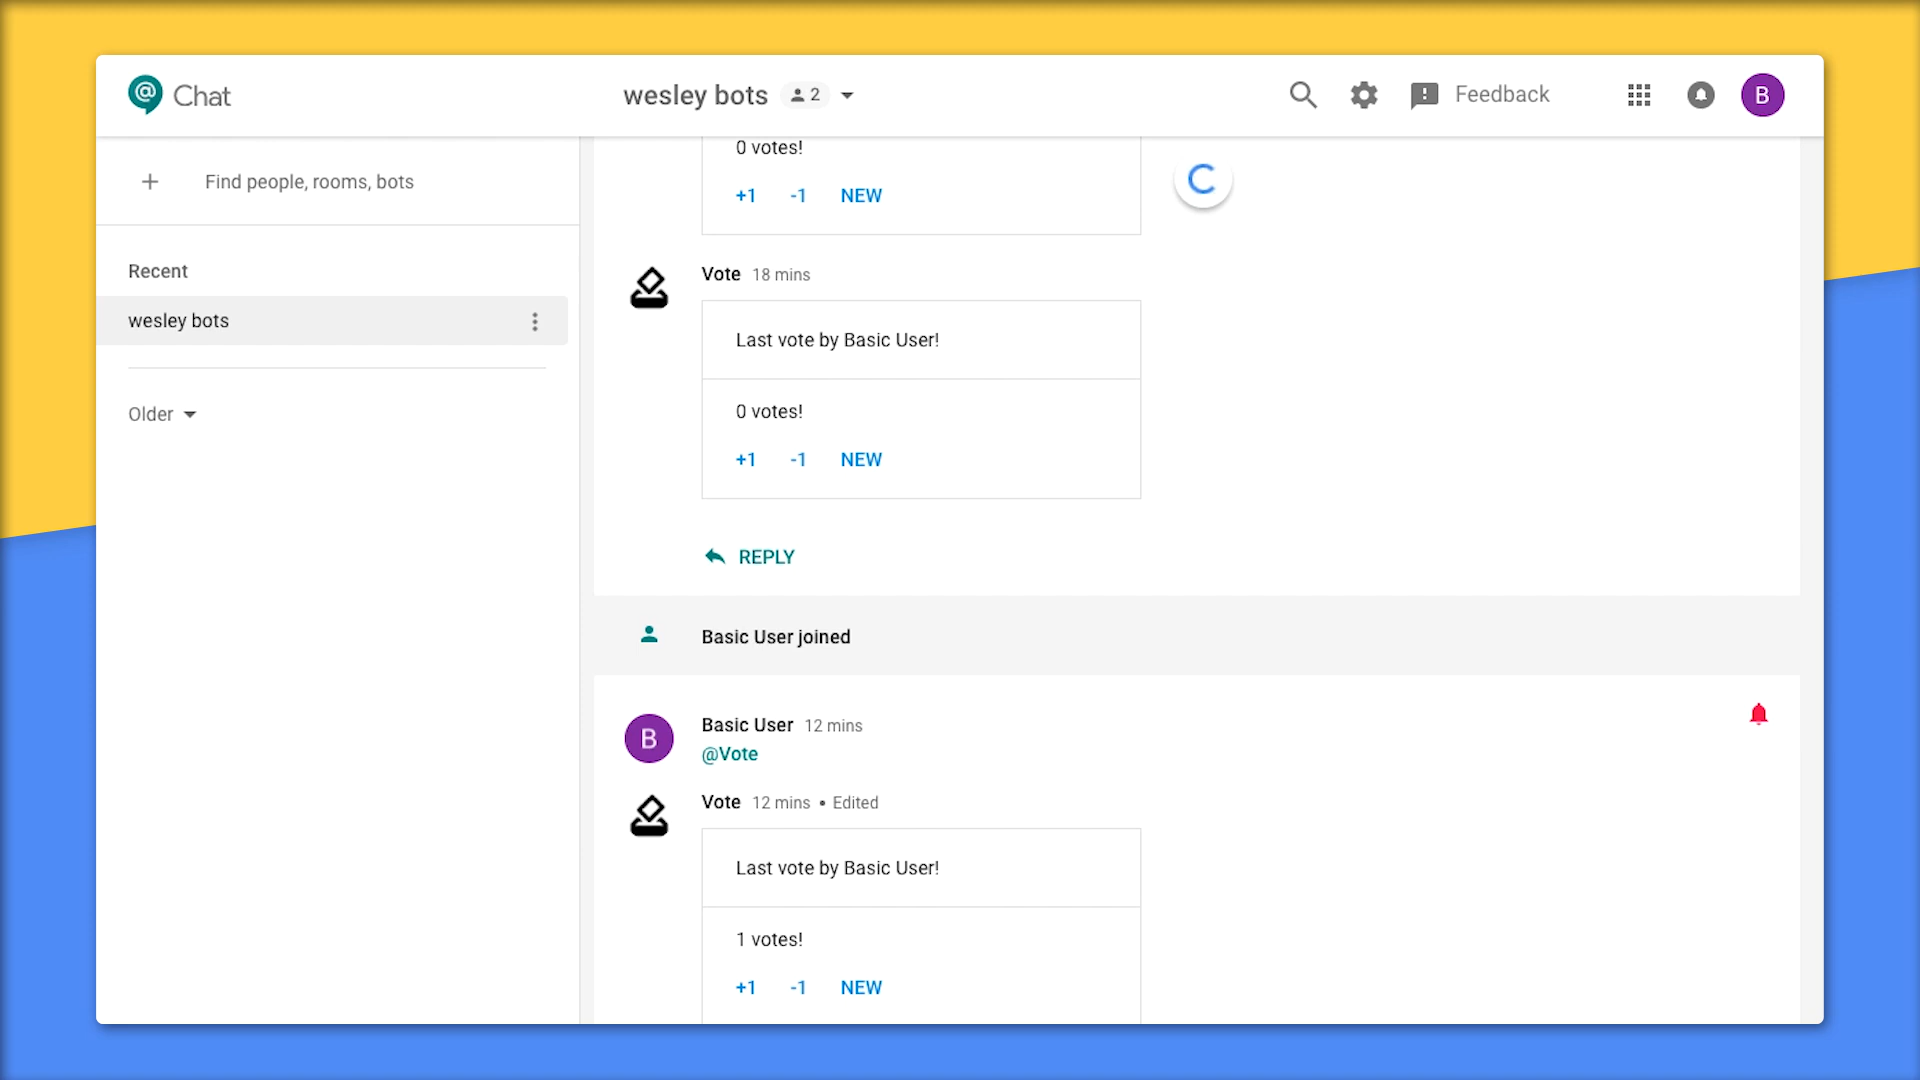 Chat
wesley bots 2
Feedback
B
Find people, rooms, bots
Recent
wesley bots
Older
0 votes!
+1 -1 NEW
Vote 18 mins
Last vote by Basic User!
0 votes!
+1 -1 NEW
REPLY
Basic User joined
B
Basic User 12 mins
@Vote
Vote 12 mins • Edited
Last vote by Basic User!
1 votes!
+1 -1 NEW